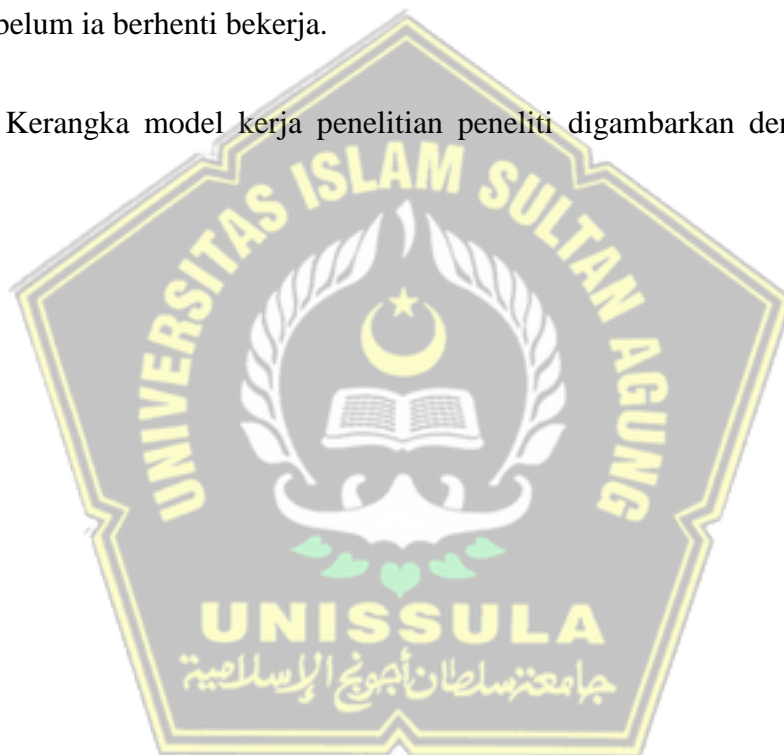 belum ia berhenti bekerja.
Kerangka model kerja penelitian peneliti digambarkan der
UNIVERSITAS ISLAM SULTAN AGUNG
UNISSULA
جامعة سلطان أجونج الإسلامية